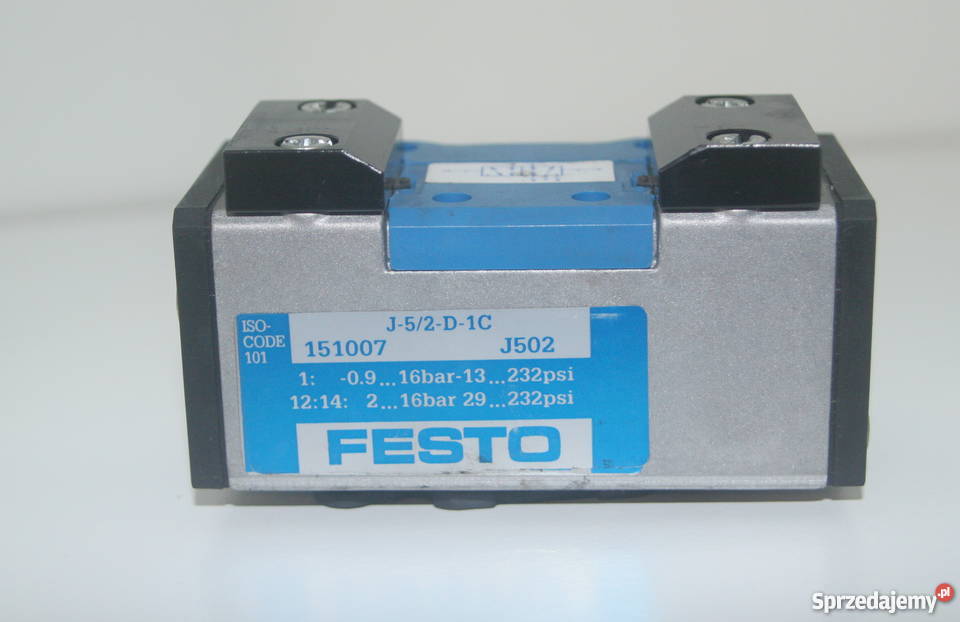 ISO-
CODE
101
J-5/2-D-1C
151007 J502
1: -0.9...16bar-13...232psi
12:14: 2...16bar 29...232psi
FESTO
Sprzedajemy.pl